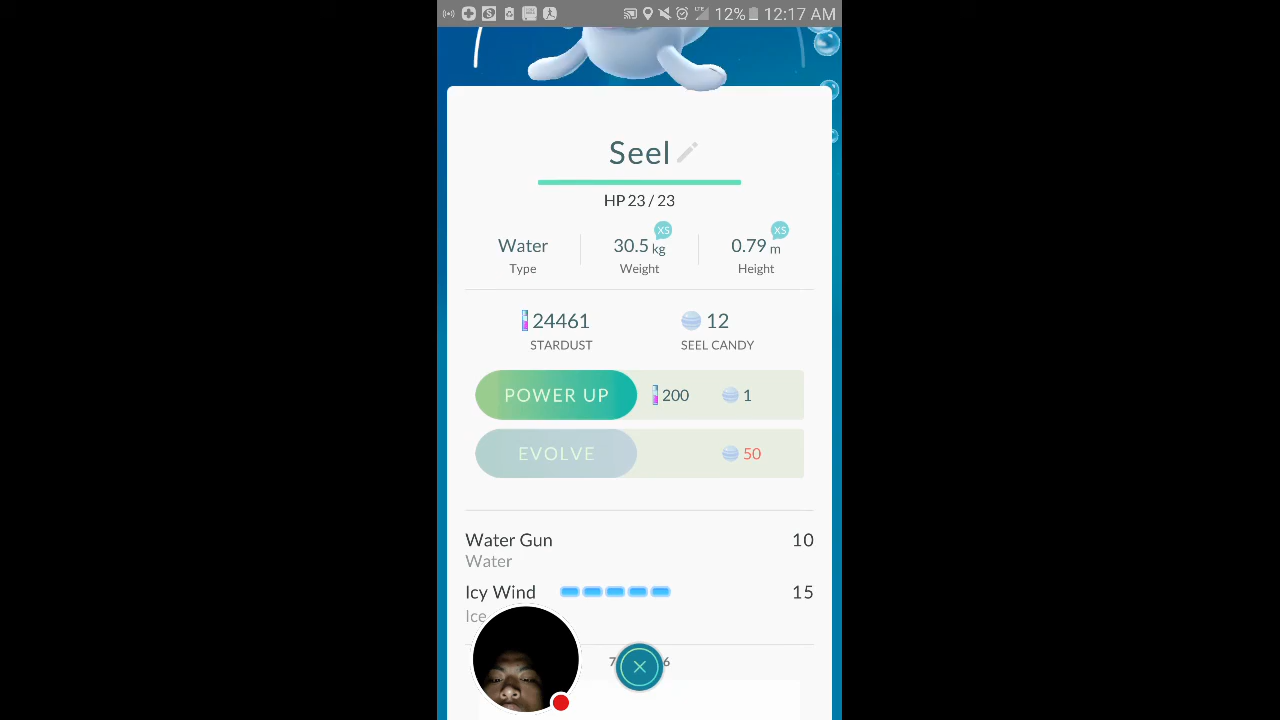 LTE 12% 12:17 AM
Seel
HP 23 / 23
XS XS
Water 30.5 kg 0.79 m
Type Weight Height
24461 12
STARDUST SEEL CANDY
POWER UP 200 1
EVOLVE 50
Water Gun 10
Water
Icy Wind 15
Ice